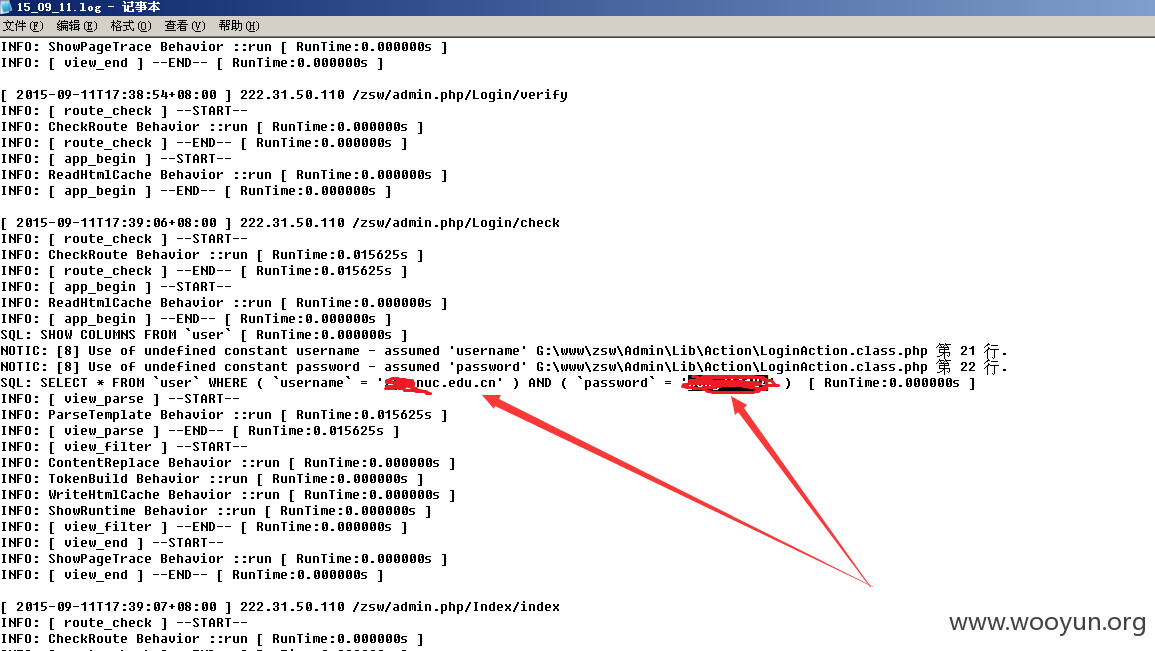 15_09_11.log - 记事本
文件(F) 编辑(E) 格式(O) 查看(V) 帮助(H)
INFO: ShowPageTrace Behavior ::run [ RunTime:0.000000s ]
INFO: [ view_end ] --END-- [ RunTime:0.000000s ]
[ 2015-09-11T17:38:54+08:00 ] 222.31.50.110 /zsw/admin.php/Login/verify
INFO: [ route_check ] --START--
INFO: CheckRoute Behavior ::run [ RunTime:0.000000s ]
INFO: [ route_check ] --END-- [ RunTime:0.000000s ]
INFO: [ app_begin ] --START--
INFO: ReadHtmlCache Behavior ::run [ RunTime:0.000000s ]
INFO: [ app_begin ] --END-- [ RunTime:0.000000s ]
[ 2015-09-11T17:39:06+08:00 ] 222.31.50.110 /zsw/admin.php/Login/check
INFO: [ route_check ] --START--
INFO: CheckRoute Behavior ::run [ RunTime:0.015625s ]
INFO: [ route_check ] --END-- [ RunTime:0.015625s ]
INFO: [ app_begin ] --START--
INFO: ReadHtmlCache Behavior ::run [ RunTime:0.000000s ]
INFO: [ app_begin ] --END-- [ RunTime:0.000000s ]
SQL: SHOW COLUMNS FROM `user` [ RunTime:0.000000s ]
NOTIC: [8] Use of undefined constant username - assumed 'username' G:\www\zsw\Admin\Lib\Action\LoginAction.class.php 第 21 行.
NOTIC: [8] Use of undefined constant password - assumed 'password' G:\www\zsw\Admin\Lib\Action\LoginAction.class.php 第 22 行.
SQL: SELECT * FROM `user` WHERE ( `username` = 'nuc.edu.cn' ) AND ( `password` = ) [ RunTime:0.000000s ]
INFO: [ view_parse ] --START--
INFO: ParseTemplate Behavior ::run [ RunTime:0.015625s ]
INFO: [ view_parse ] --END-- [ RunTime:0.015625s ]
INFO: [ view_filter ] --START--
INFO: ContentReplace Behavior ::run [ RunTime:0.000000s ]
INFO: TokenBuild Behavior ::run [ RunTime:0.000000s ]
INFO: WriteHtmlCache Behavior ::run [ RunTime:0.000000s ]
INFO: ShowRuntime Behavior ::run [ RunTime:0.000000s ]
INFO: [ view_filter ] --END-- [ RunTime:0.000000s ]
INFO: [ view_end ] --START--
INFO: ShowPageTrace Behavior ::run [ RunTime:0.000000s ]
INFO: [ view_end ] --END-- [ RunTime:0.000000s ]
[ 2015-09-11T17:39:07+08:00 ] 222.31.50.110 /zsw/admin.php/Index/index
INFO: [ route_check ] --START--
INFO: CheckRoute Behavior ::run [ RunTime:0.000000s ]
www.wooyun.org